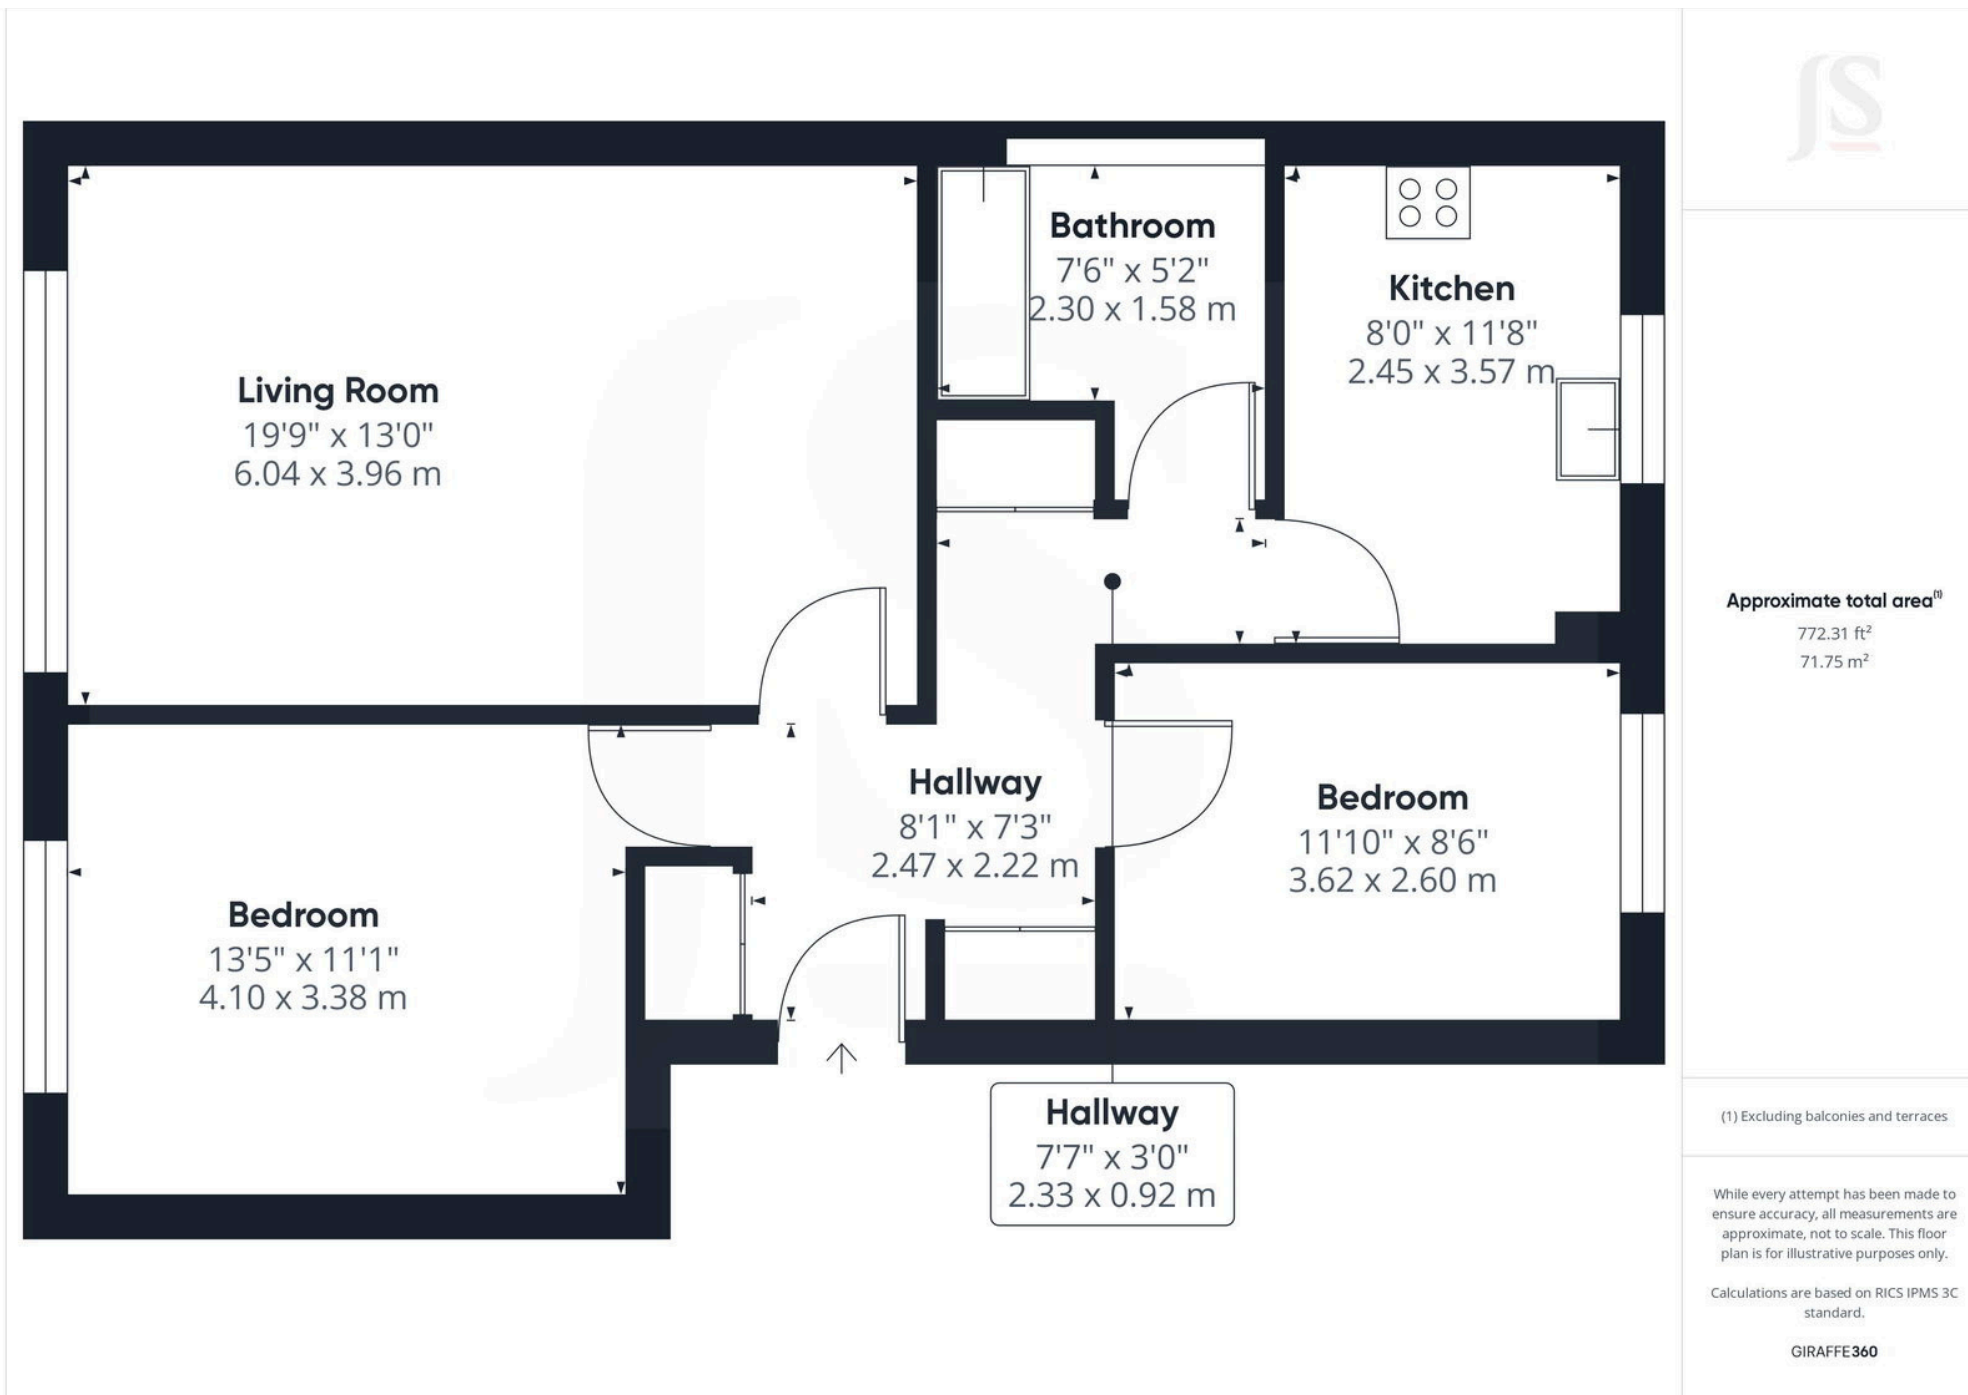 Living Room
19'9" x 13'0"
6.04 x 3.96 m
Bathroom
7'6" x 5'2"
2.30 x 1.58 m
Kitchen
8'0" x 11'8"
2.45 x 3.57 m
Hallway
8'1" x 7'3"
2.47 x 2.22 m
Bedroom
11'10" x 8'6"
3.62 x 2.60 m
Bedroom
13'5" x 11'1"
4.10 x 3.38 m
Hallway
7'7" x 3'0"
2.33 x 0.92 m
JS
Approximate total area⁽¹⁾
772.31 ft²
71.75 m²
(1) Excluding balconies and terraces
While every attempt has been made to
ensure accuracy, all measurements are
approximate, not to scale. This floor
plan is for illustrative purposes only.
Calculations are based on RICS IPMS 3C
standard.
GIRAFFE360